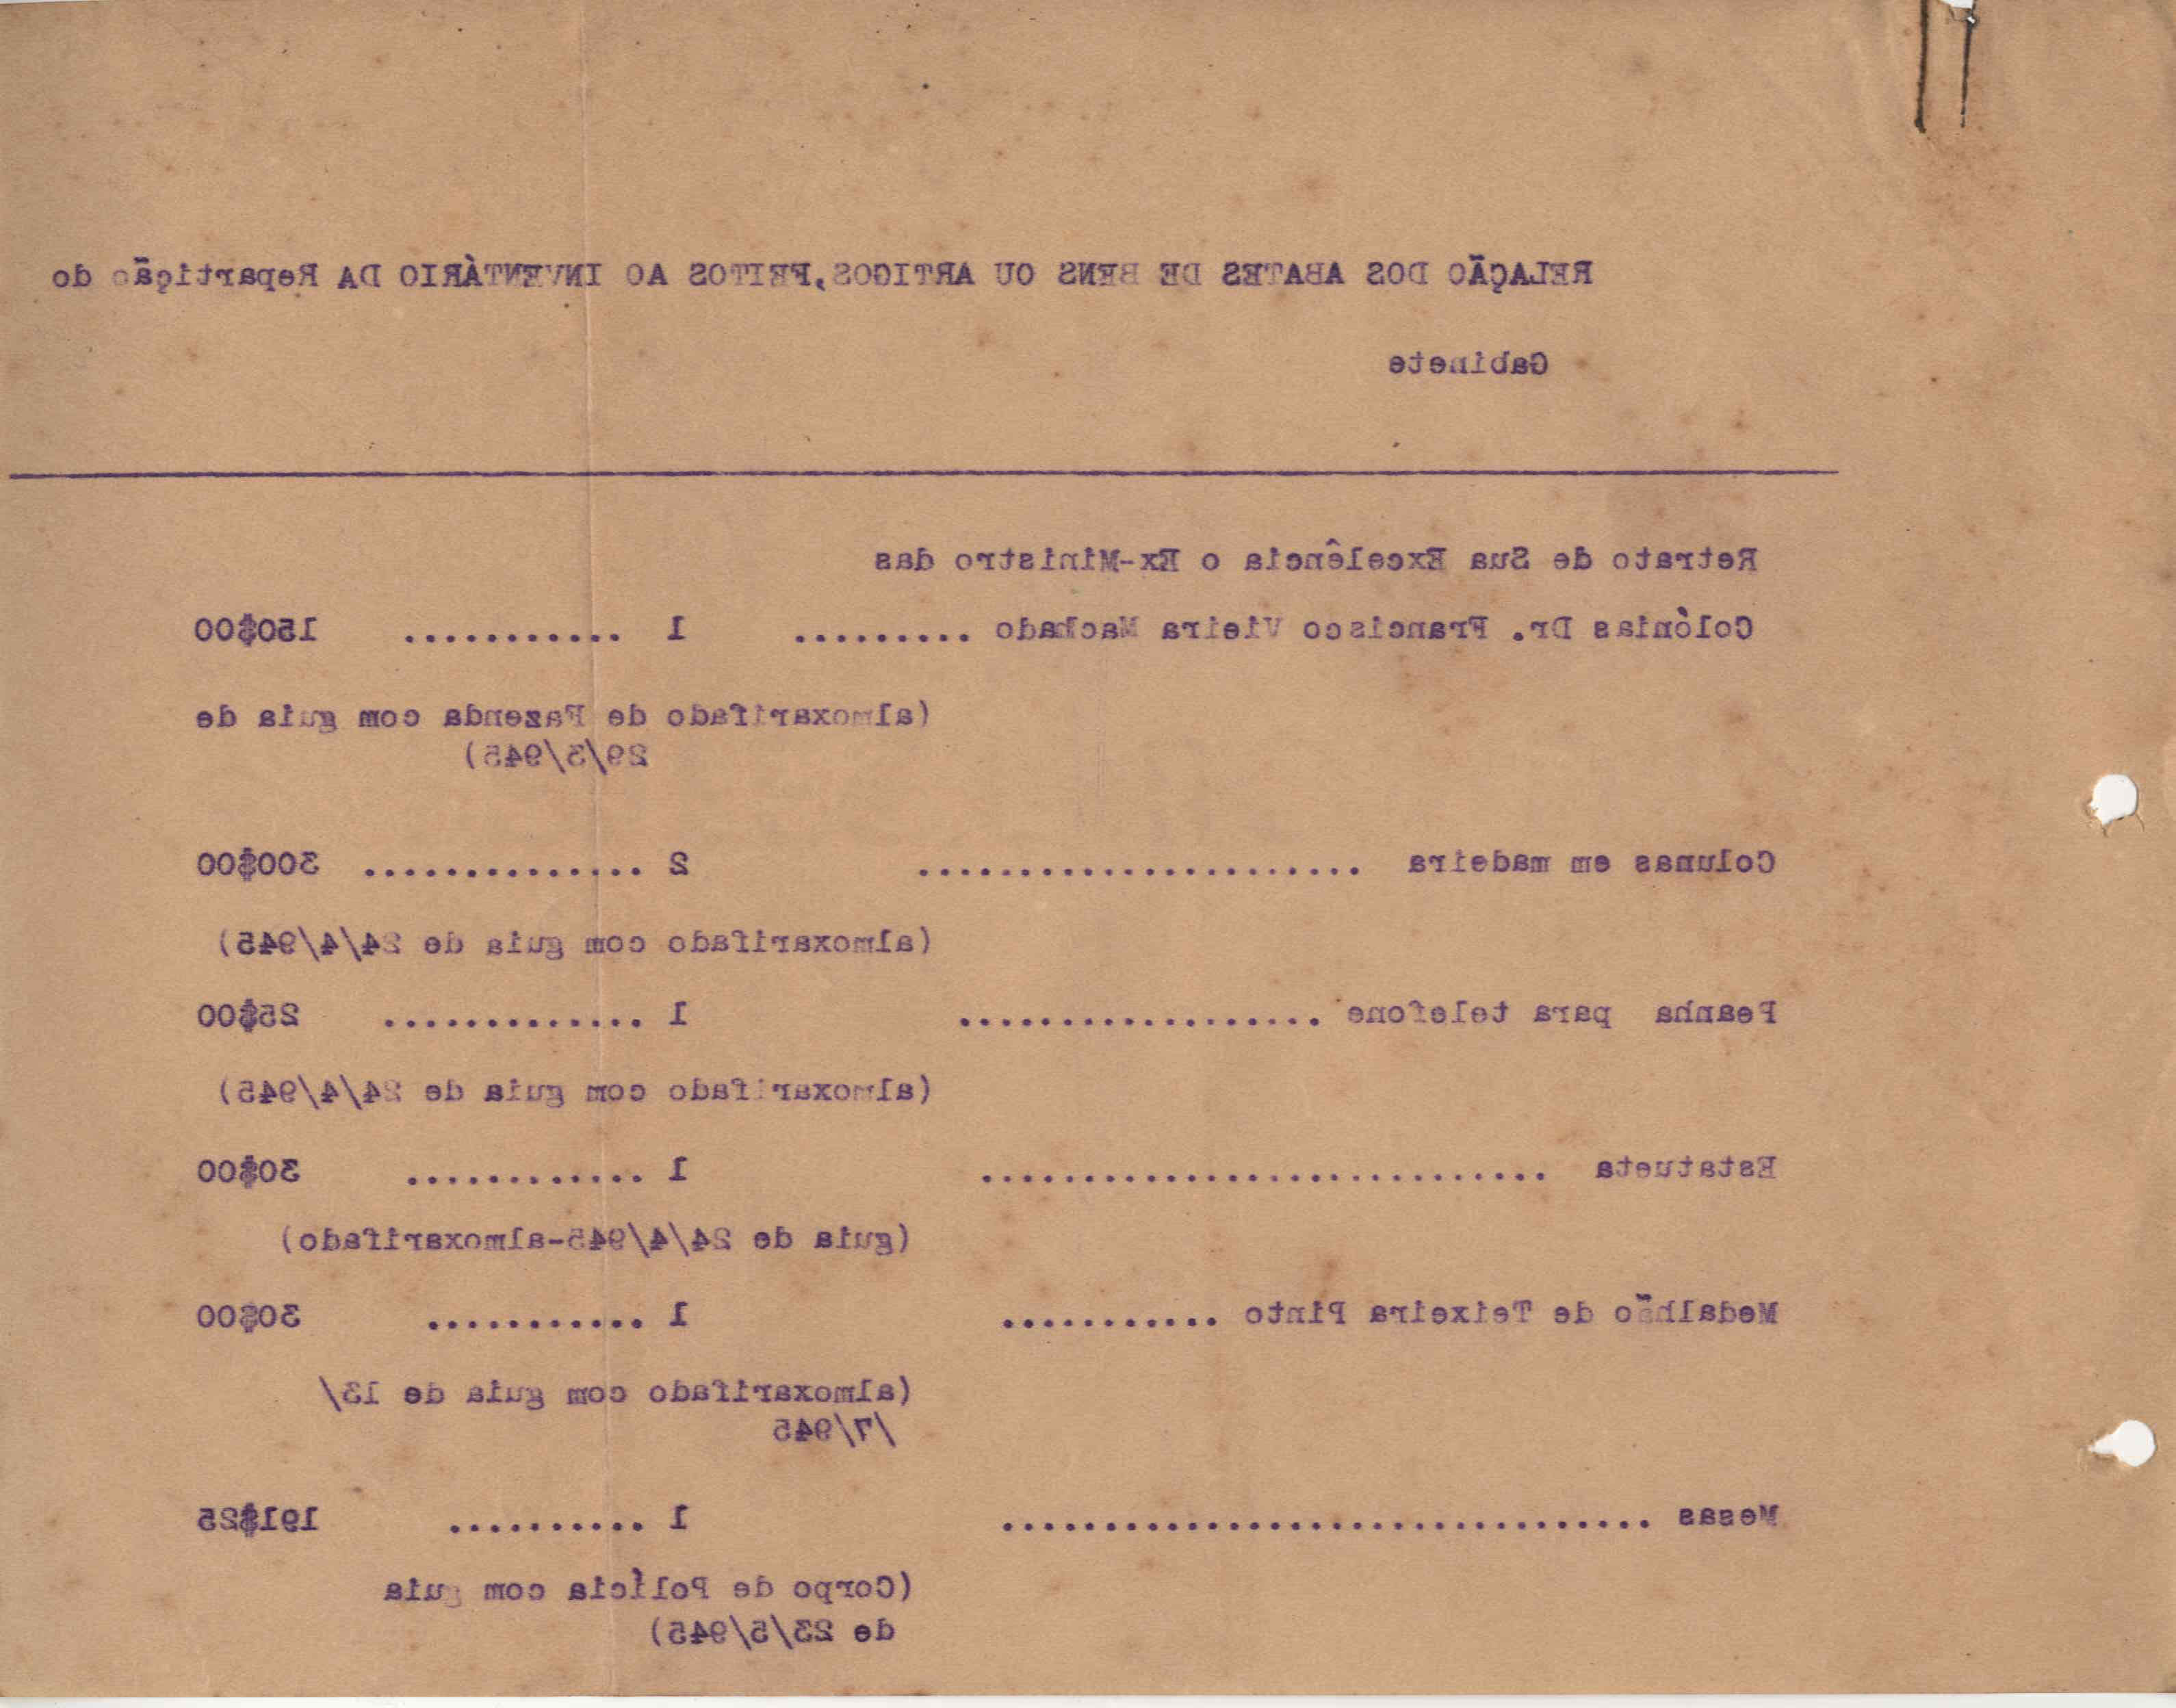 RELAÇÃO DOS ABATES DE BENS OU ARTIGOS, FEITOS AO INVENTÀRIO DA Repartição do
Gabinete
Retrato de Sua Excelência o Ex-Ministro das
Colònias Dr. Francisco Vieira Machado ......... 1 ........... 150$00
(almoxarifado de Fazenda com guia de
29/5/945)
Colunas em madeira ...................... 2 .............. 300$00
(almoxarifado com guia de 24/4/945)
Peanha para telefone .................. 1 ............. 25$00
(almoxarifado com guia de 24/4/945)
Estatueta ............................ 1 ............ 30$00
(guia de 24/4/945-almoxarifado)
Medalhão de Teixeira Pinto ........... 1 ........... 30$00
(almoxarifado com guia de 13/
/7/945
Mesas ................................ 1 .......... 191$25
(Corpo de Polícia com guia
de 23/5/945)